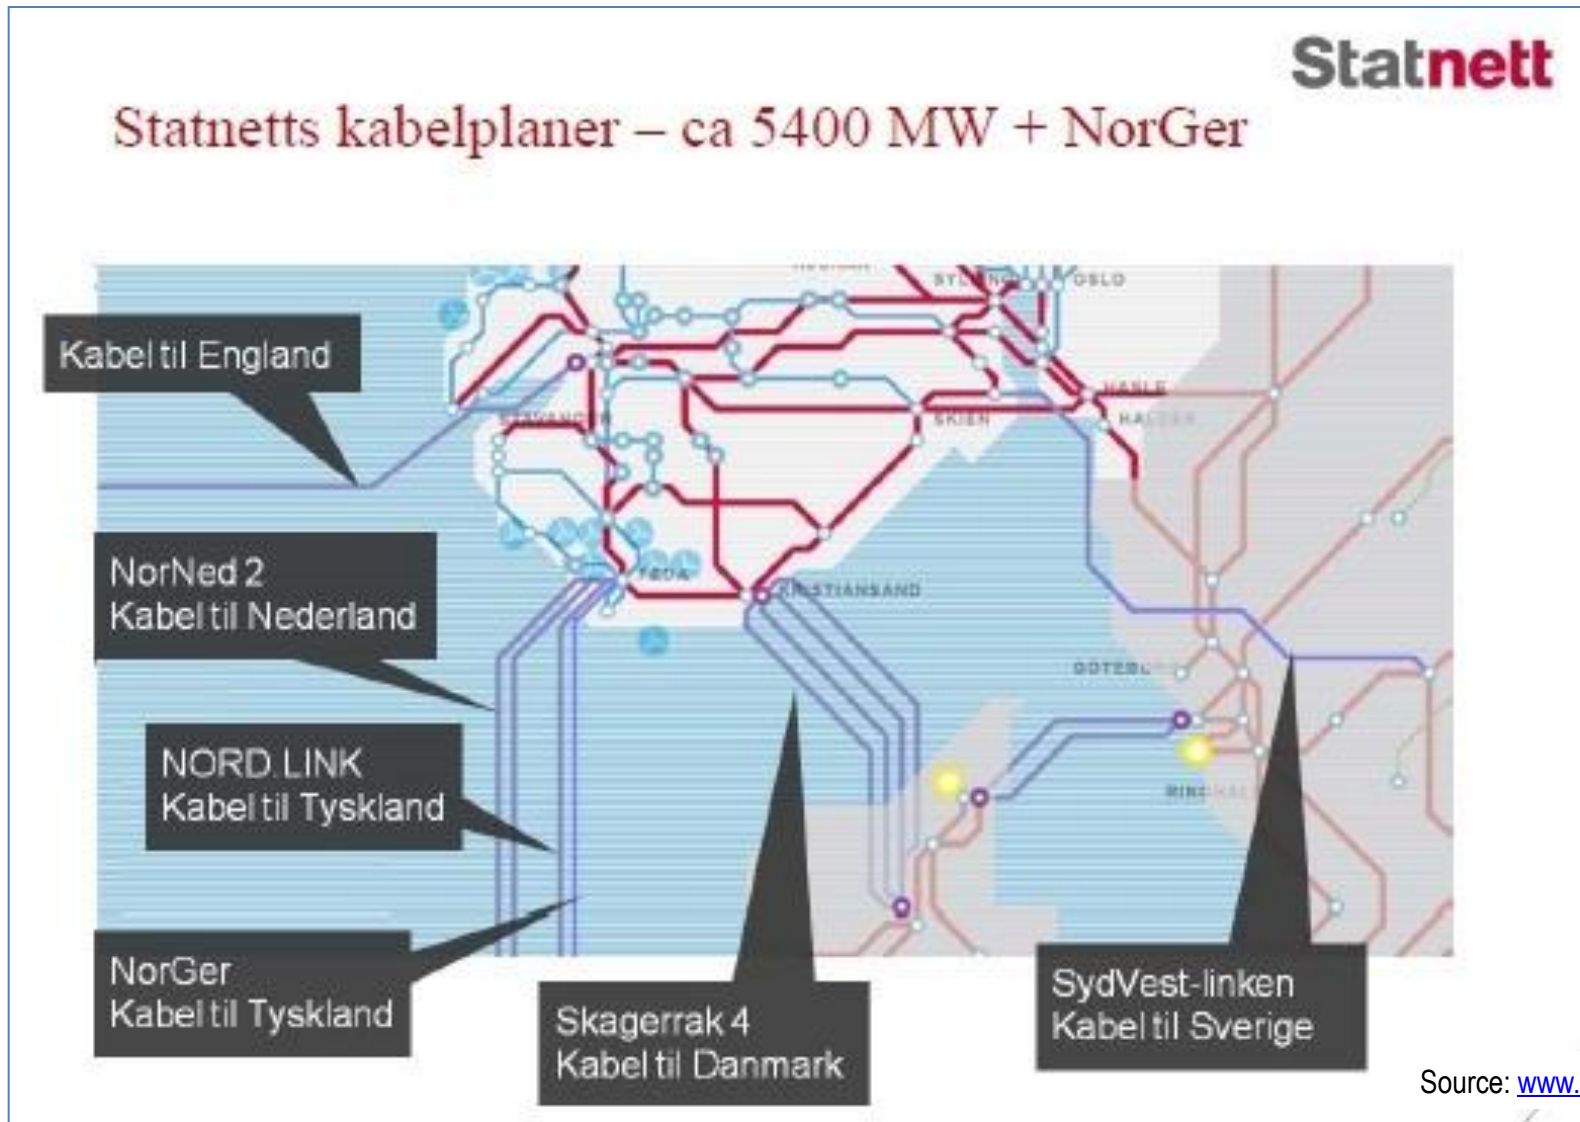 Statnett
Statnetts kabelplaner – ca 5400 MW + NorGer
OSLO
Kabel til England
HASLE
SKIEN
NorNed 2
Kabel til Nederland
KRISTIANSAND
NORD.LINK
Kabel til Tyskland
NorGer
Kabel til Tyskland
Skagerrak 4
Kabel til Danmark
SydVest-linken
Kabel til Sverige
Source: www.